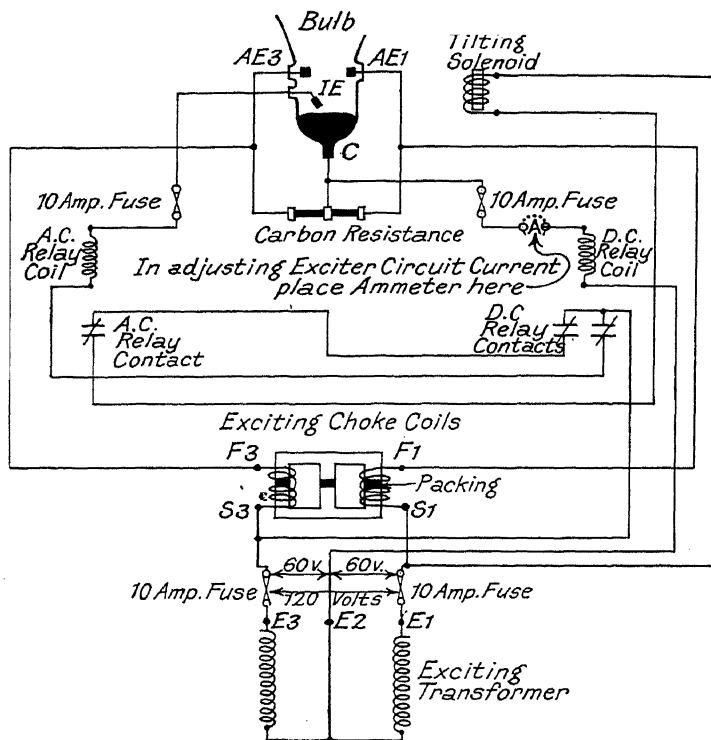 Bulb
Tilting
Solenoid
AE3
AE1
IE
C
10 Amp. Fuse
10 Amp. Fuse
A.C.
Relay
Coil
Carbon Resistance
A
D.C.
Relay
Coil
In adjusting Exciter Circuit Current
place Ammeter here
A.C.
Relay
Contact
D.C
Relay
Contacts
Exciting Choke Coils
F3
F1
Packing
S3
S1
60 v.
60 v.
10 Amp. Fuse
120 Volts
10 Amp. Fuse
E3
E2
E1
Exciting
Transformer